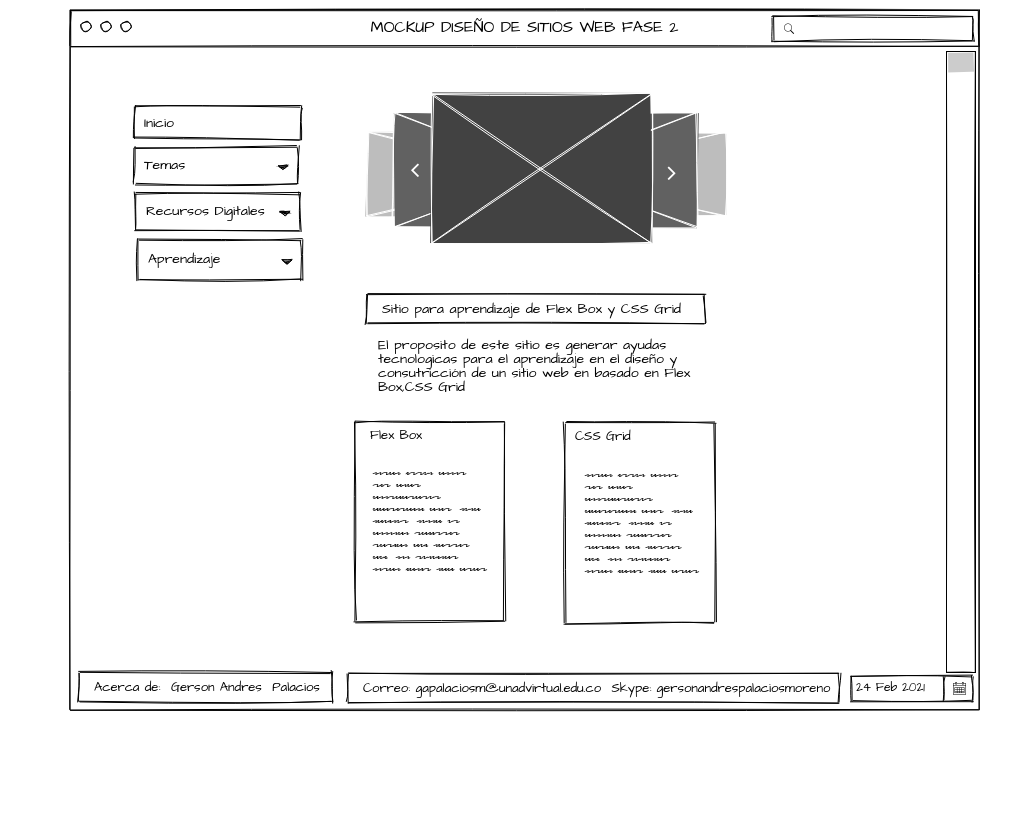 MOCKUP DISEÑO DE SITIOS WEB FASE 2
Inicio
Temas
Recursos Digitales
Aprendizaje
Sitio para aprendizaje de Flex Box y CSS Grid
El proposito de este sitio es generar ayudas
tecnologicas para el aprendizaje en el diseño y
consutricción de un sitio web en basado en Flex
Box,CSS Grid
Flex Box
CSS Grid
Acerca de: Gerson Andres Palacios
Correo: gapalaciosm@unadvirtual.edu.co Skype: gersonandrespalaciosmoreno
24 Feb 2021